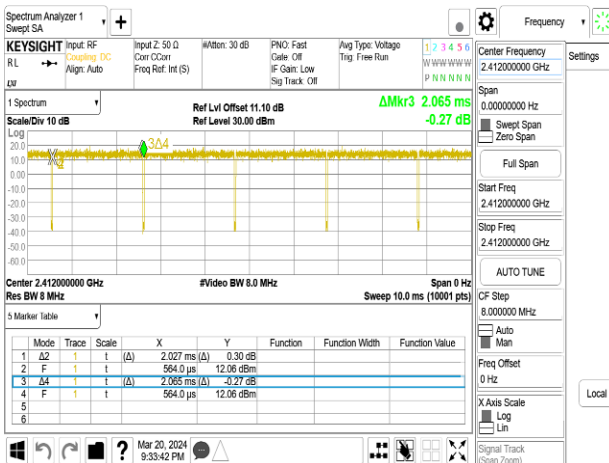 Spectrum Analyzer 1
Swept SA
+
Frequency
KEYSIGHT Input: RF Input Z: 50 Ω #Atten: 30 dB PNO: Fast Avg Type: Voltage 1 2 3 4 5 6
RL Coupling: DC Corr CCorr Gate: Off Trig: Free Run W W W W W W
Align: Auto Freq Ref: Int (S) IF Gain: Low P N N N N N
Sig Track: Off
Center Frequency
2.412000000 GHz
Settings
1 Spectrum
Scale/Div 10 dB
Ref Lvl Offset 11.10 dB
Ref Level 30.00 dBm
ΔMkr3 2.065 ms
-0.27 dB
Span
0.00000000 Hz
Swept Span
Zero Span
Log
20.0
10.0
0.00
-10.0
-20.0
-30.0
-40.0
-50.0
-60.0
3Δ4
Full Span
Start Freq
2.412000000 GHz
Stop Freq
2.412000000 GHz
AUTO TUNE
Center 2.412000000 GHz #Video BW 8.0 MHz Span 0 Hz
Res BW 8 MHz Sweep 10.0 ms (10001 pts)
CF Step
8.000000 MHz
Auto
Man
5 Marker Table
Mode Trace Scale X Y Function Function Width Function Value
1 Δ2 1 t (Δ) 2.027 ms (Δ) 0.30 dB
2 F 1 t 564.0 µs 12.06 dBm
3 Δ4 1 t (Δ) 2.065 ms (Δ) -0.27 dB
4 F 1 t 564.0 µs 12.06 dBm
5
6
Freq Offset
0 Hz
X Axis Scale
Log
Lin
Local
Signal Track
(Span Zoom)
? Mar 20, 2024
9:33:42 PM